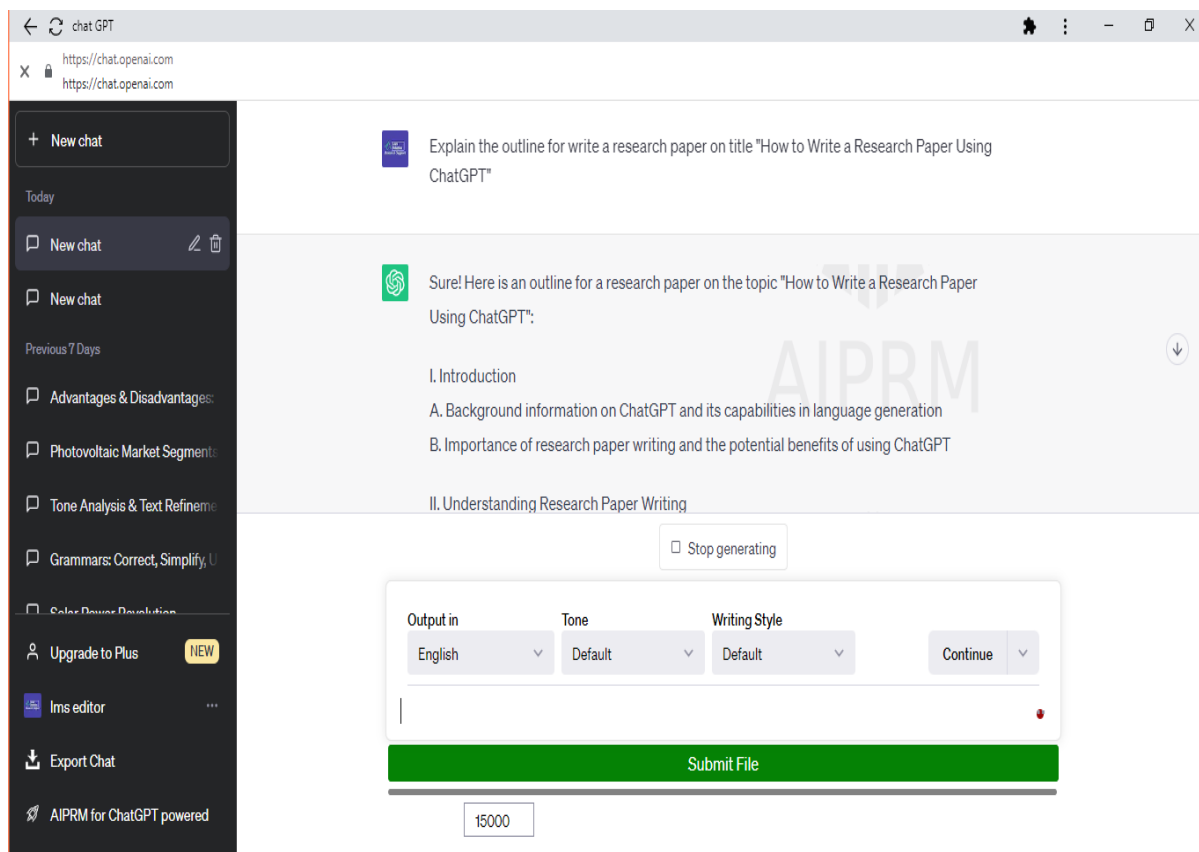 chat GPT
https://chat.openai.com
https://chat.openai.com
+ New chat
Today
New chat
New chat
Previous 7 Days
Advantages & Disadvantages:
Photovoltaic Market Segmenta
Tone Analysis & Text Refineme
Grammars: Correct, Simplify, U
Solar Power Revolution
Upgrade to Plus NEW
lms editor
Export Chat
AIPRM for ChatGPT powered
Explain the outline for write a research paper on title "How to Write a Research Paper Using
ChatGPT"
Sure! Here is an outline for a research paper on the topic "How to Write a Research Paper
Using ChatGPT":
AIPRM
I. Introduction
A. Background information on ChatGPT and its capabilities in language generation
B. Importance of research paper writing and the potential benefits of using ChatGPT
II. Understanding Research Paper Writing
Stop generating
Output in Tone Writing Style
English Default Default Continue
Submit File
15000